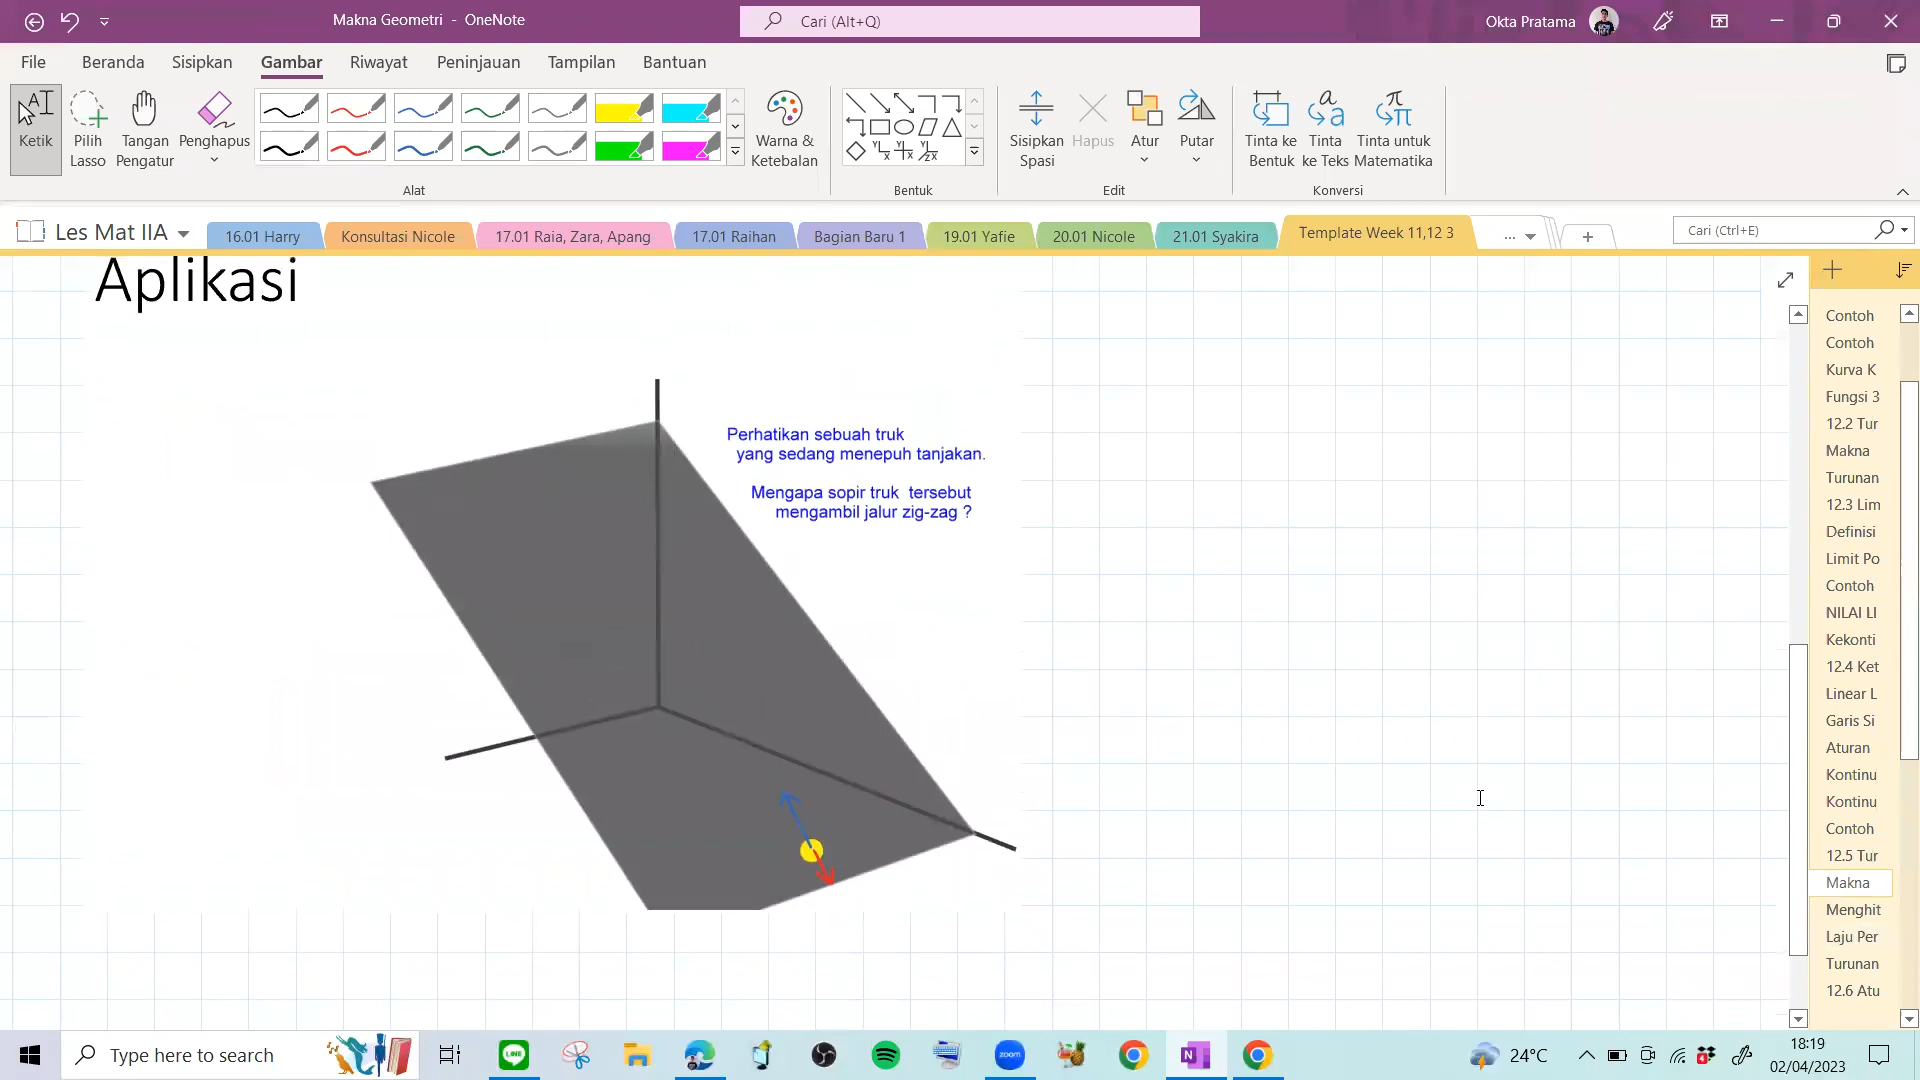 Makna Geometri - OneNote
Cari (Alt+Q)
Okta Pratama
File Beranda Sisipkan Gambar Riwayat Peninjauan Tampilan Bantuan
Ketik
Pilih Lasso
Tangan Pengatur
Penghapus
Warna & Ketebalan
Sisipkan Spasi
Hapus
Atur
Putar
Tinta ke Bentuk
Tinta ke Teks
Tinta untuk Matematika
Alat
Bentuk
Edit
Konversi
Les Mat IIA
16.01 Harry
Konsultasi Nicole
17.01 Raia, Zara, Apang
17.01 Raihan
Bagian Baru 1
19.01 Yafie
20.01 Nicole
21.01 Syakira
Template Week 11,12 3
...
Cari (Ctrl+E)
Aplikasi
Perhatikan sebuah truk
yang sedang menepuh tanjakan.
Mengapa sopir truk tersebut
mengambil jalur zig-zag ?
Contoh
Contoh
Kurva K
Fungsi 3
12.2 Tur
Makna
Turunan
12.3 Lim
Definisi
Limit Po
Contoh
NILAI LI
Kekonti
12.4 Ket
Linear L
Garis Si
Aturan
Kontinu
Kontinu
Contoh
12.5 Tur
Makna
Menghit
Laju Per
Turunan
12.6 Atu
Type here to search
LINE
zoom
24°C
4
18:19
02/04/2023